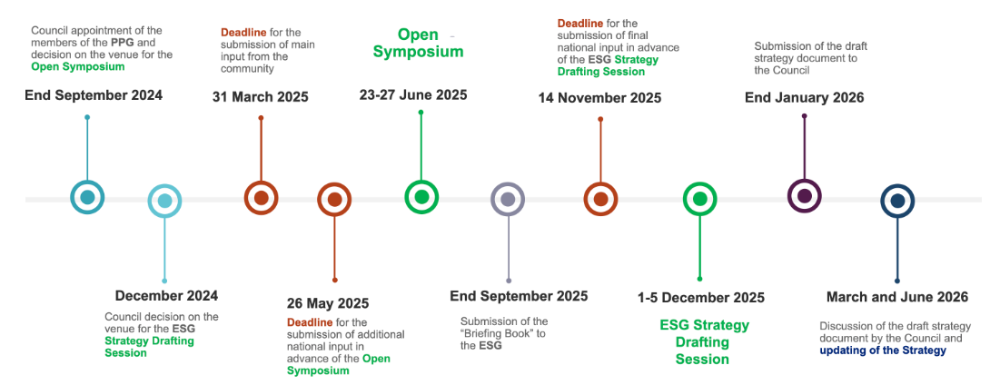 Council appointment of the
members of the PPG and
decision on the venue for the
Open Symposium
End September 2024
December 2024
Council decision on the
venue for the ESG
Strategy Drafting
Session
Deadline for the
submission of main
input from the
community
31 March 2025
26 May 2025
Deadline for the
submission of additional
national input in
advance of the Open
Symposium
Open
Symposium
23-27 June 2025
End September 2025
Submission of the
“Briefing Book” to
the ESG
Deadline for the
submission of final
national input in advance
of the ESG Strategy
Drafting Session
14 November 2025
1-5 December 2025
ESG Strategy
Drafting
Session
Submission of the draft
strategy document to
the Council
End January 2026
March and June 2026
Discussion of the draft strategy
document by the Council and
updating of the Strategy